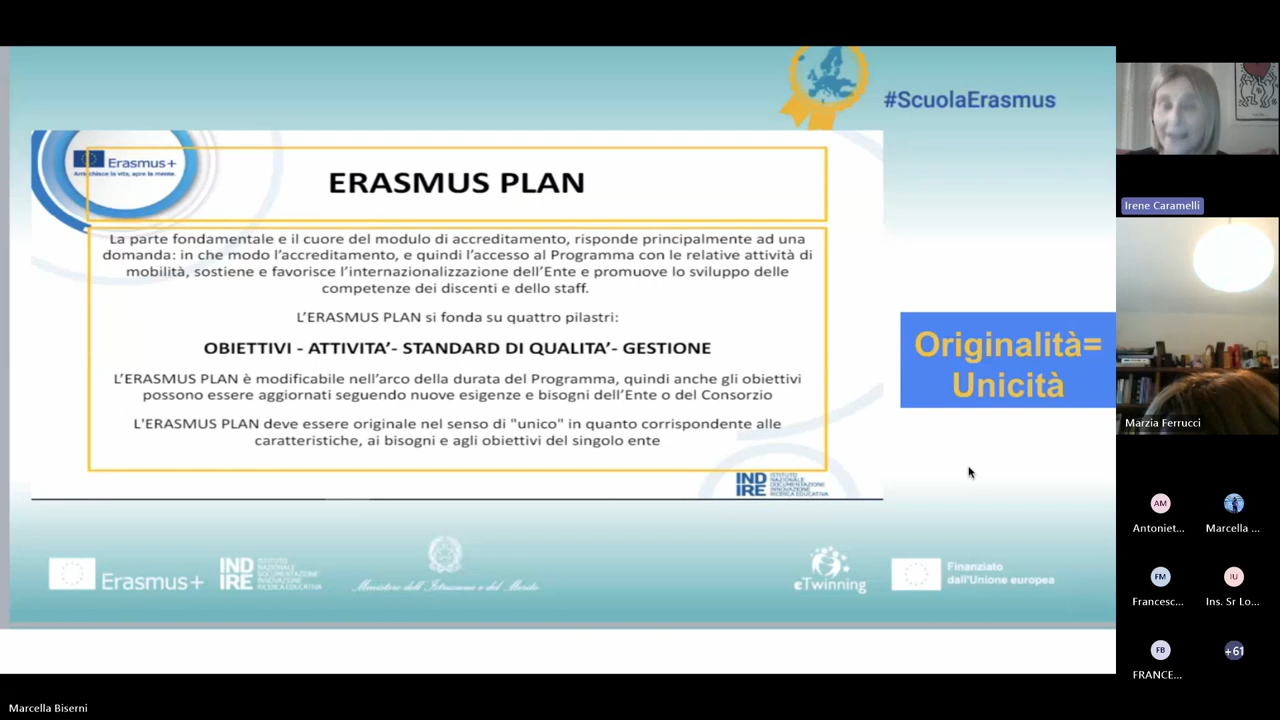 #ScuolaErasmus
Erasmus+
Arricchisce la vita, apre la mente.
ERASMUS PLAN
La parte fondamentale e il cuore del modulo di accreditamento, risponde principalmente ad una
domanda: in che modo l'accreditamento, e quindi l'accesso al Programma con le relative attività di
mobilità, sostiene e favorisce l'internazionalizzazione dell'Ente e promuove lo sviluppo delle
competenze dei discenti e dello staff.
L'ERASMUS PLAN si fonda su quattro pilastri:
OBIETTIVI - ATTIVITA'- STANDARD DI QUALITA'- GESTIONE
L'ERASMUS PLAN è modificabile nell'arco della durata del Programma, quindi anche gli obiettivi
possono essere aggiornati seguendo nuove esigenze e bisogni dell'Ente o del Consorzio
L'ERASMUS PLAN deve essere originale nel senso di "unico" in quanto corrispondente alle
caratteristiche, ai bisogni e agli obiettivi del singolo ente
Originalità=
Unicità
IND
IRE
ISTITUTO
NAZIONALE
DOCUMENTAZIONE
INNOVAZIONE
RICERCA EDUCATIVA
Erasmus+
IND
IRE
ISTITUTO
NAZIONALE
DOCUMENTAZIONE
INNOVAZIONE
RICERCA EDUCATIVA
Ministero dell'Istruzione e del Merito
eTwinning
Finanziato
dall'Unione europea
Irene Caramelli
Marzia Ferrucci
AM
Antoniet...
Marcella ...
FM
Francesc...
IU
Ins. Sr Lo...
FB
FRANCE...
+61
Marcella Biserni